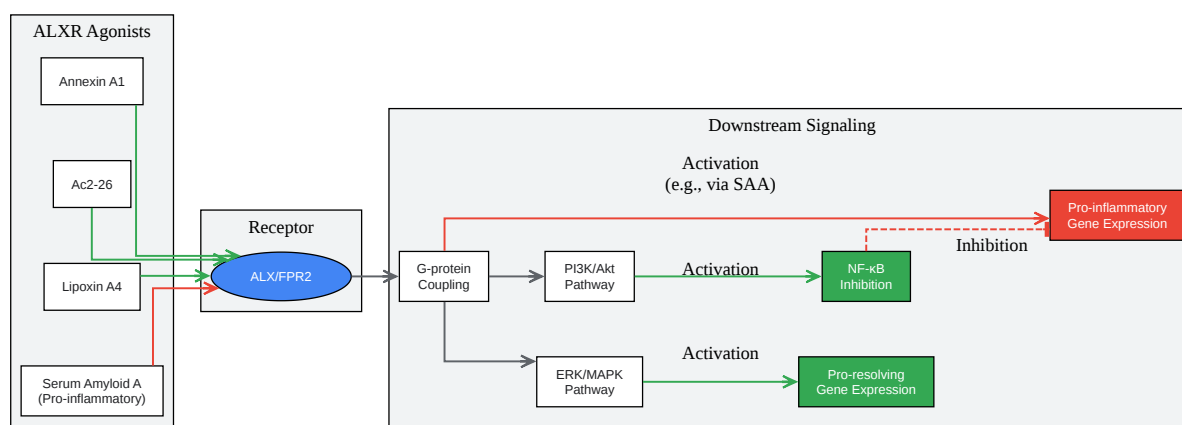 ALXR Agonists
Annexin A1
Ac2-26
Lipoxin A4
Serum Amyloid A
(Pro-inflammatory)
Receptor
ALX/FPR2
Downstream Signaling
Activation
(e.g., via SAA)
Pro-inflammatory
Gene Expression
Inhibition
G-protein
Coupling
PI3K/Akt
Pathway
Activation
NF-κB
Inhibition
ERK/MAPK
Pathway
Activation
Pro-resolving
Gene Expression